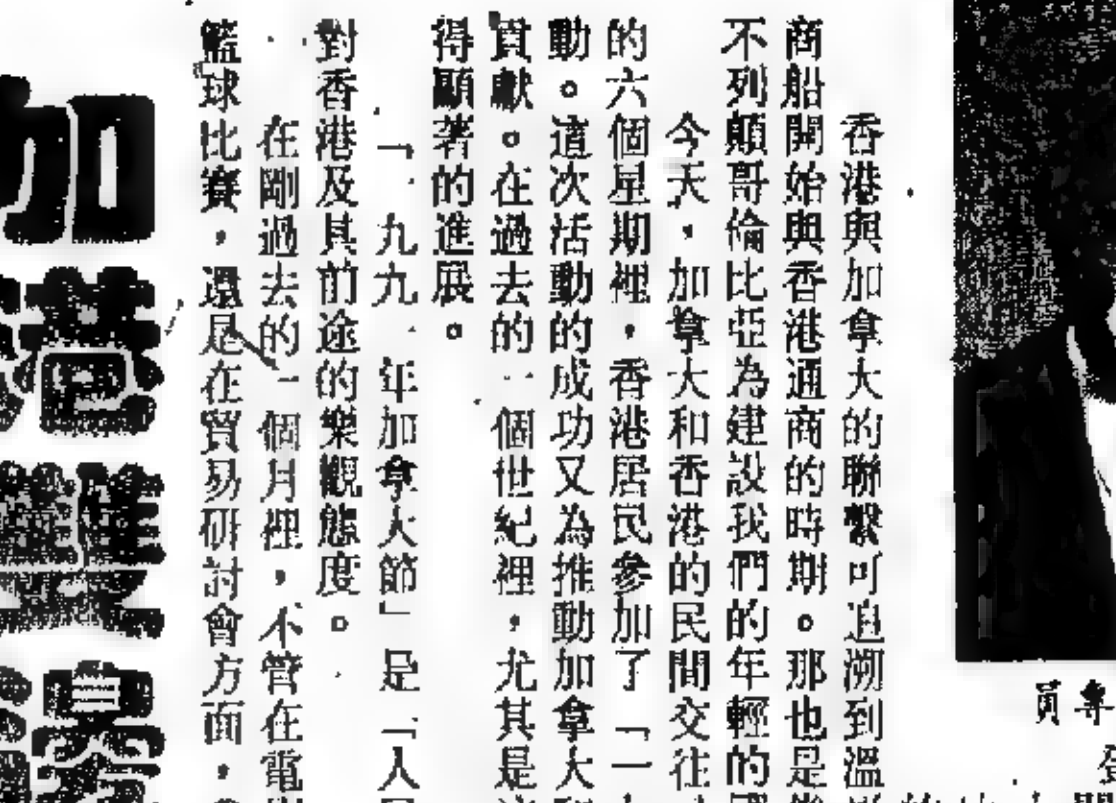 專員
香港與加拿大的聯繫可追溯到溫
商船開始與香港通商的時期。那也是
不列顛哥倫比亞為建設我們的年輕的
今天，加拿大和香港的民間交往
的六個星期裡，香港居民參加了「一
動。這次活動的成功又為推動加拿大
貢獻。在過去的一個世紀裡，尤其是
得顯著的進展。
「一九九一年加拿大節」是「人
對香港及其前途的樂觀態度。
在剛過去的一個月裡，不管在電
籃球比賽，還是在貿易研討會方面，
加港雙邊